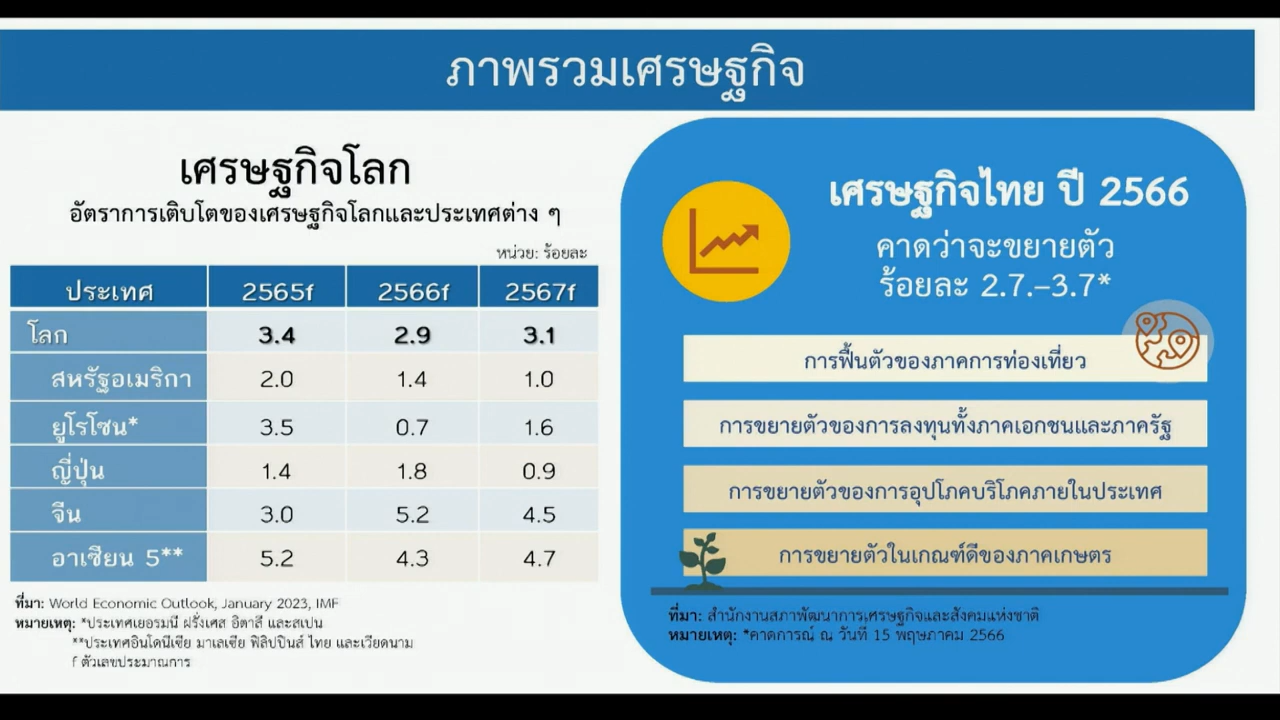 ภาพรวมเศรษฐกิจ
เศรษฐกิจโลก
อัตราการเติบโตของเศรษฐกิจโลกและประเทศต่าง ๆ
หน่วย: ร้อยละ
ประเทศ 2565f 2566f 2567f
โลก 3.4 2.9 3.1
สหรัฐอเมริกา 2.0 1.4 1.0
ยูโรโซน* 3.5 0.7 1.6
ญี่ปุ่น 1.4 1.8 0.9
จีน 3.0 5.2 4.5
อาเซียน 5** 5.2 4.3 4.7
ที่มา: World Economic Outlook, January 2023, IMF
หมายเหตุ: *ประเทศเยอรมนี ฝรั่งเศส อิตาลี และสเปน
**ประเทศอินโดนีเซีย มาเลเซีย ฟิลิปปินส์ ไทย และเวียดนาม
f ตัวเลขประมาณการ
เศรษฐกิจไทย ปี 2566
คาดว่าจะขยายตัว
ร้อยละ 2.7.–3.7*
การฟื้นตัวของภาคการท่องเที่ยว
การขยายตัวของการลงทุนทั้งภาคเอกชนและภาครัฐ
การขยายตัวของการอุปโภคบริโภคภายในประเทศ
การขยายตัวในเกณฑ์ดีของภาคเกษตร
ที่มา: สำนักงานสภาพัฒนาการเศรษฐกิจและสังคมแห่งชาติ
หมายเหตุ: *คาดการณ์ ณ วันที่ 15 พฤษภาคม 2566